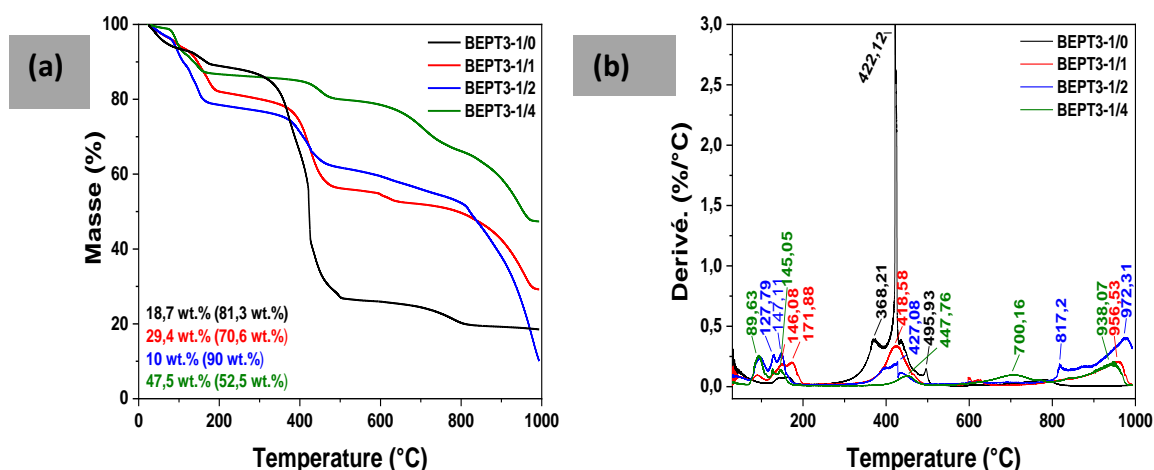 (a)
100
80
60
40
20
0
Masse (%)
BEPT3-1/0
BEPT3-1/1
BEPT3-1/2
BEPT3-1/4
18,7 wt.% (81,3 wt.%)
29,4 wt.% (70,6 wt.%)
10 wt.% (90 wt.%)
47,5 wt.% (52,5 wt.%)
0 200 400 600 800 1000
Temperature (°C)
(b)
3,0
2,5
2,0
1,5
1,0
0,5
0,0
Derivé. (%/°C)
BEPT3-1/0
BEPT3-1/1
BEPT3-1/2
BEPT3-1/4
89,63
127,79
147,11
145,05
146,08
171,88
368,21
422,12
418,58
427,08
447,76
495,93
700,16
817,2
938,07
956,53
972,31
200 400 600 800 1000
Temperature (°C)